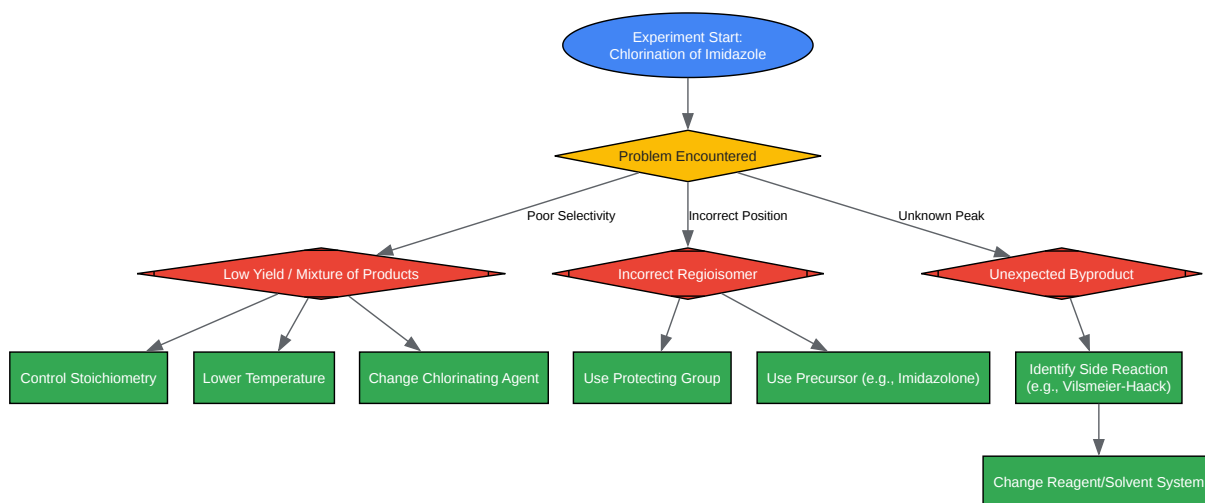 Experiment Start:
Chlorination of Imidazole
Problem Encountered
Poor Selectivity
Incorrect Position
Unknown Peak
Low Yield / Mixture of Products
Incorrect Regioisomer
Unexpected Byproduct
Control Stoichiometry
Lower Temperature
Change Chlorinating Agent
Use Protecting Group
Use Precursor (e.g., Imidazolone)
Identify Side Reaction
(e.g., Vilsmeier-Haack)
Change Reagent/Solvent System